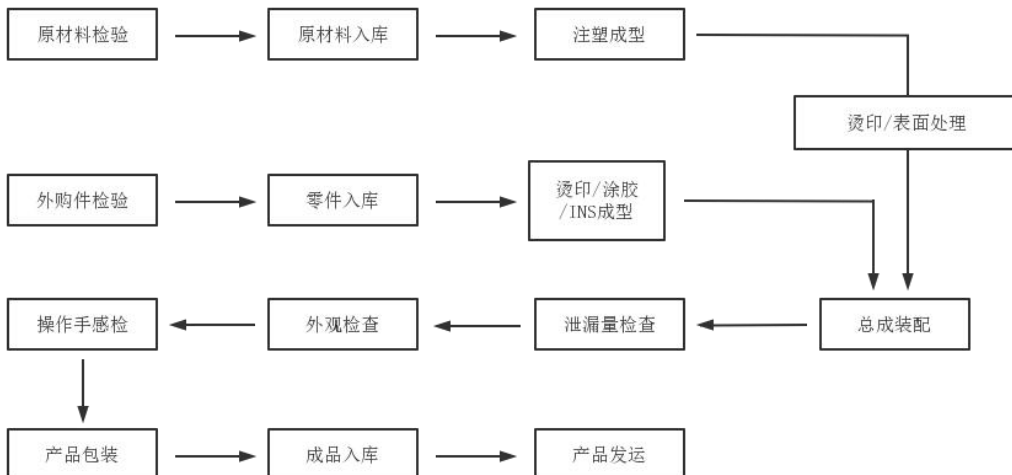 原材料检验
原材料入库
注塑成型
烫印/表面处理
外购件检验
零件入库
烫印/涂胶
/INS成型
操作手感检
外观检查
泄漏量检查
总成装配
产品包装
成品入库
产品发运